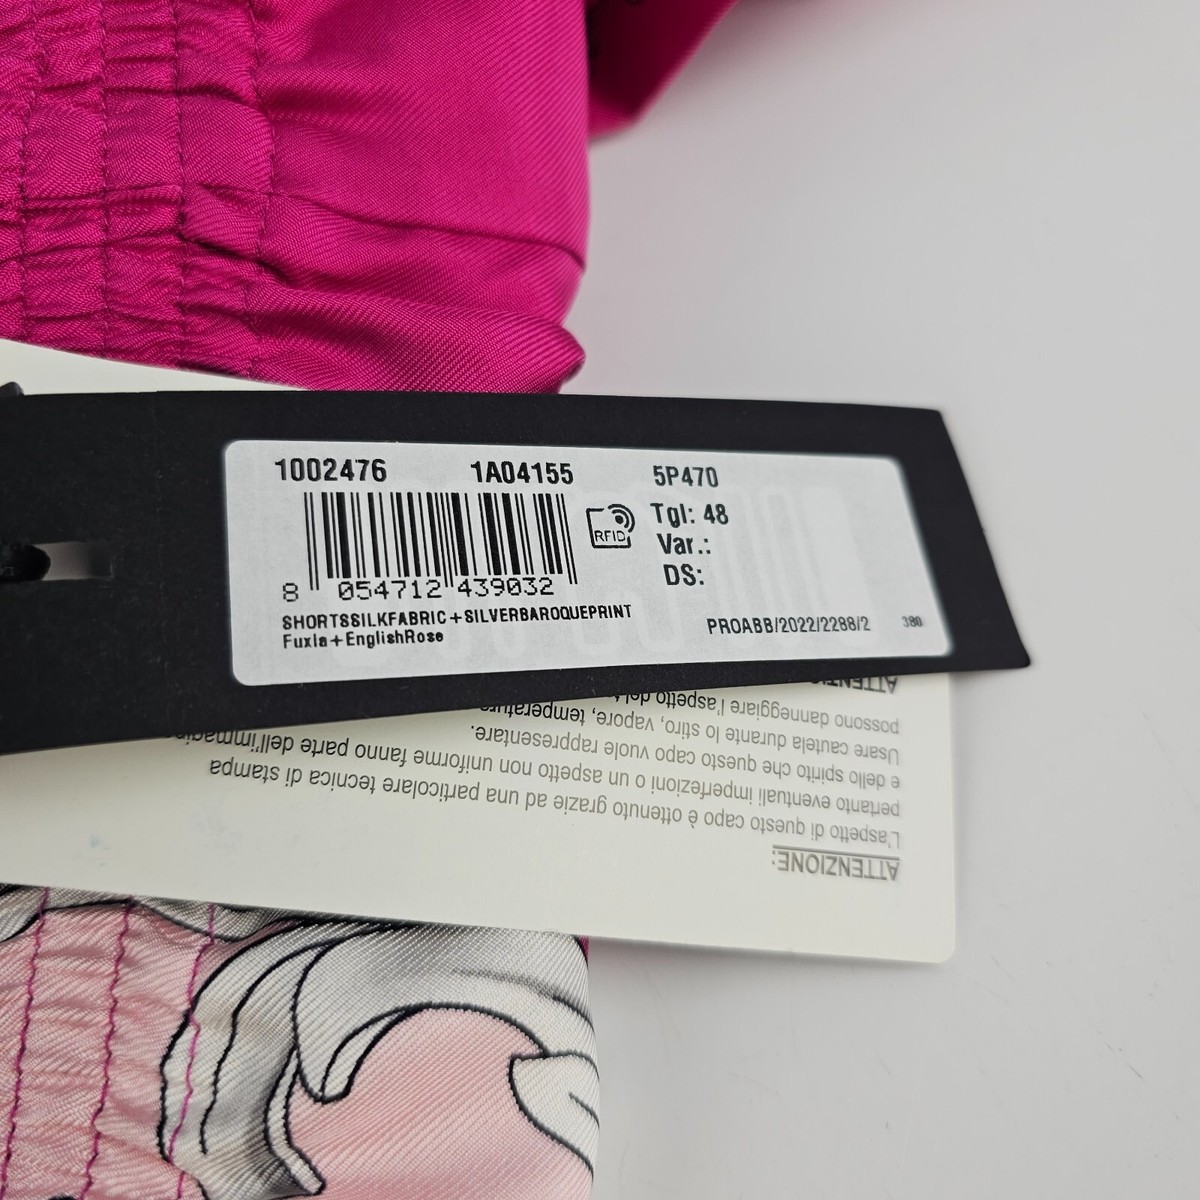 1002476 1A04155 5P470
RFID
Tgl: 48
Var.:
DS:
8 054712 439032
SHORTSSILKFABRIC+SILVERBAROQUEPRINT
Fuxia+EnglishRose
PROABB/2022/2288/2 380
ATTENZIONE:
L'aspetto di questo capo è ottenuto grazie ad una particolare tecnica di stampa
pertanto eventuali imperfezioni o un aspetto non uniforme fanno parte dell'immagine
e dello spirito che questo capo vuole rappresentare.
Usare cautela durante lo stiro, vapore, temperatura
possono danneggiare l'aspetto del